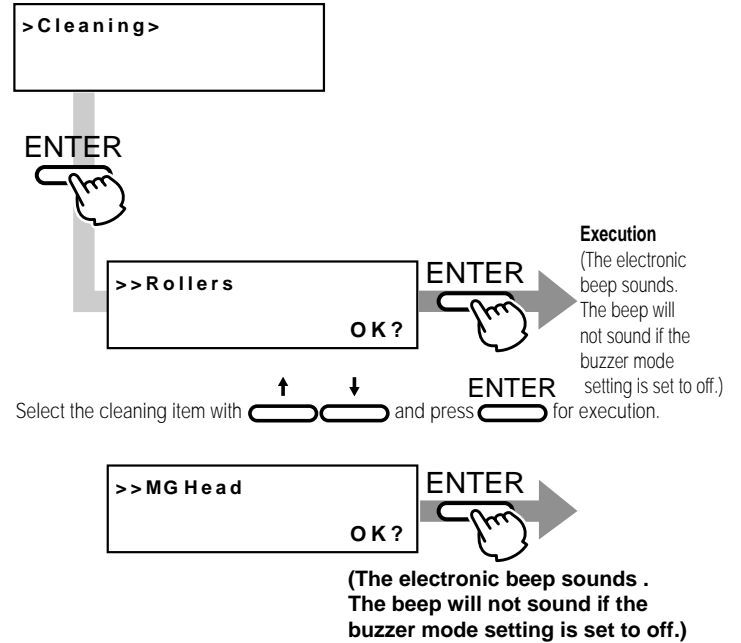 >Cleaning>
ENTER
>>Rollers
OK?
ENTER
Execution
(The electronic
beep sounds.
The beep will
not sound if the
buzzer mode
setting is set to off.)
↑ ↓ ENTER
Select the cleaning item with and press for execution.
>>MG Head
OK?
ENTER
(The electronic beep sounds .
The beep will not sound if the
buzzer mode setting is set to off.)